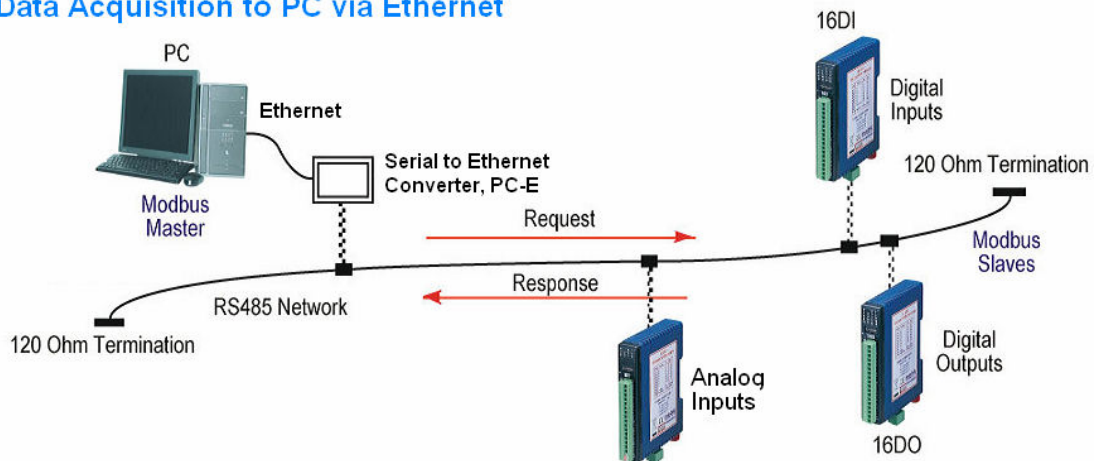 Data Acquisition to PC via Ethernet
PC
Ethernet
Serial to Ethernet
Converter, PC-E
Modbus
Master
16DI
Digital
Inputs
120 Ohm Termination
Request
Modbus
Slaves
Response
RS485 Network
120 Ohm Termination
Analog
Inputs
Digital
Outputs
16DO